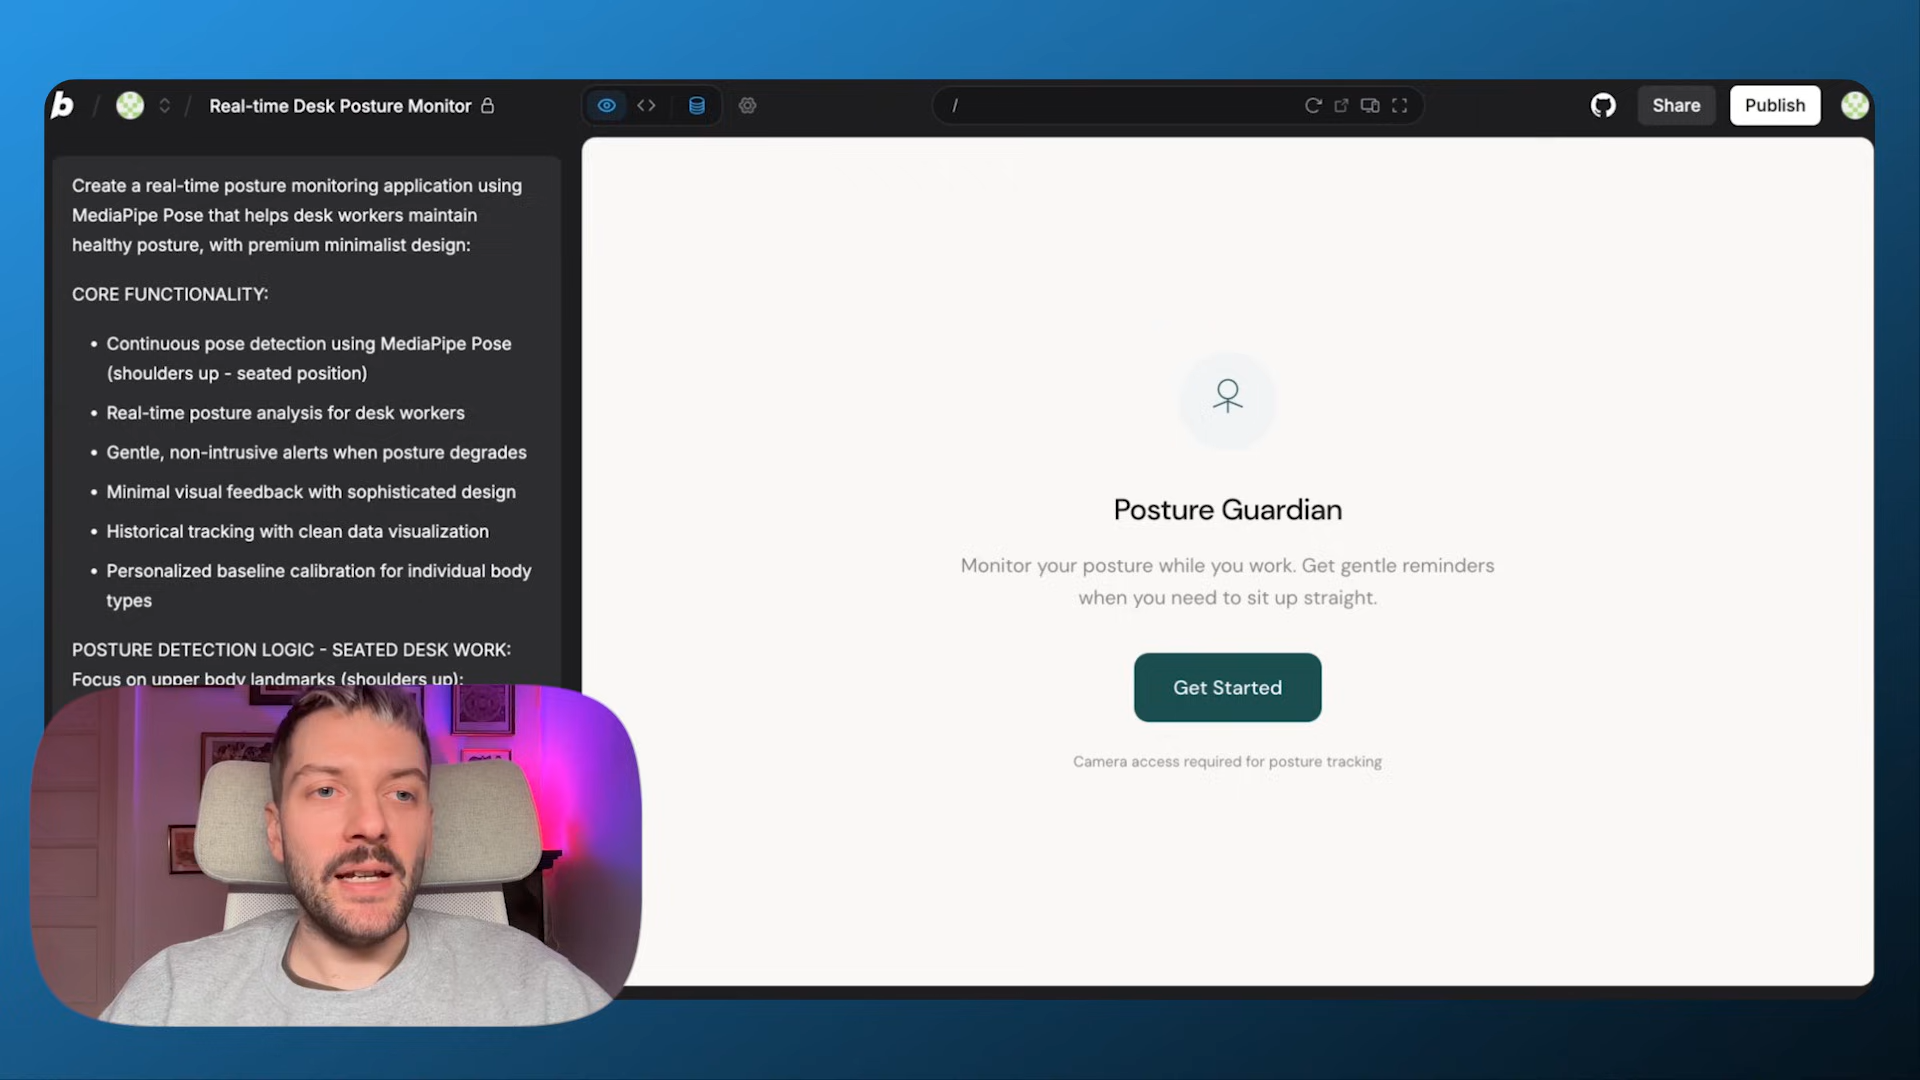 b / / Real-time Desk Posture Monitor
/
Share
Publish
Create a real-time posture monitoring application using
MediaPipe Pose that helps desk workers maintain
healthy posture, with premium minimalist design:
CORE FUNCTIONALITY:
• Continuous pose detection using MediaPipe Pose
(shoulders up - seated position)
• Real-time posture analysis for desk workers
• Gentle, non-intrusive alerts when posture degrades
• Minimal visual feedback with sophisticated design
• Historical tracking with clean data visualization
• Personalized baseline calibration for individual body
types
POSTURE DETECTION LOGIC - SEATED DESK WORK:
Focus on upper body landmarks (shoulders up):
Posture Guardian
Monitor your posture while you work. Get gentle reminders
when you need to sit up straight.
Get Started
Camera access required for posture tracking